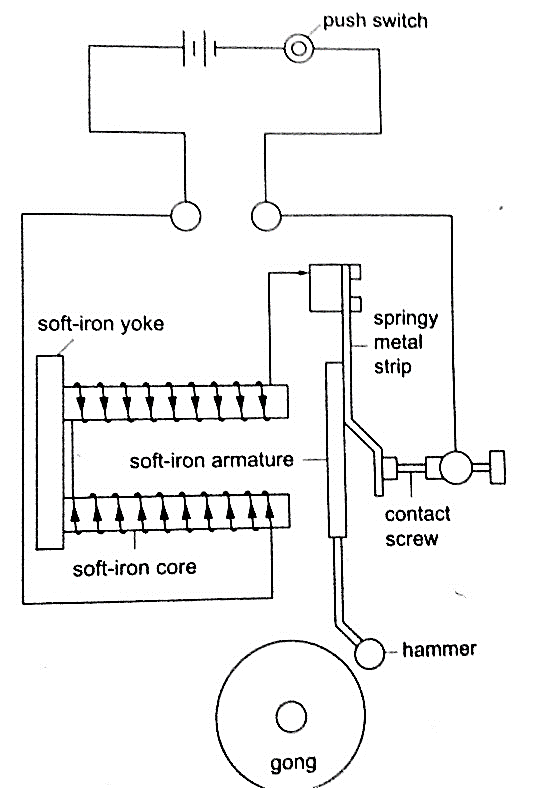 push switch
soft-iron yoke
springy
metal
strip
soft-iron armature
contact
screw
soft-iron core
hammer
gong